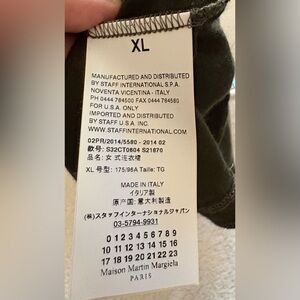 XL
MANUFACTURED AND DISTRIBUTED
BY STAFF INTERNATIONAL S.P.A.
NOVENTA VICENTINA - ITALY
PH 0444 784500 FAX 0444 784580
FOR U.S.A. ONLY
IMPORTED AND DISTRIBUTED
BY STAFF U.S.A. INC.
WWW.STAFFINTERNATIONAL.COM
02PR/2014/5580 - 2014 02
款号: S32CT0604 S21870
品名: 女式连衣裙
XL 号型: 175/96A Taille: TG
MADE IN ITALY
イタリア製
原产国: 意大利制造
(株)スタッフインターナショナルジャパン
03-5794-9931
0 1 2 3 4 5 6 7 8 9
10 11 12 13 14 15 16
17 18 19 20 21 22 23
Maison Martin Margiela
PARIS